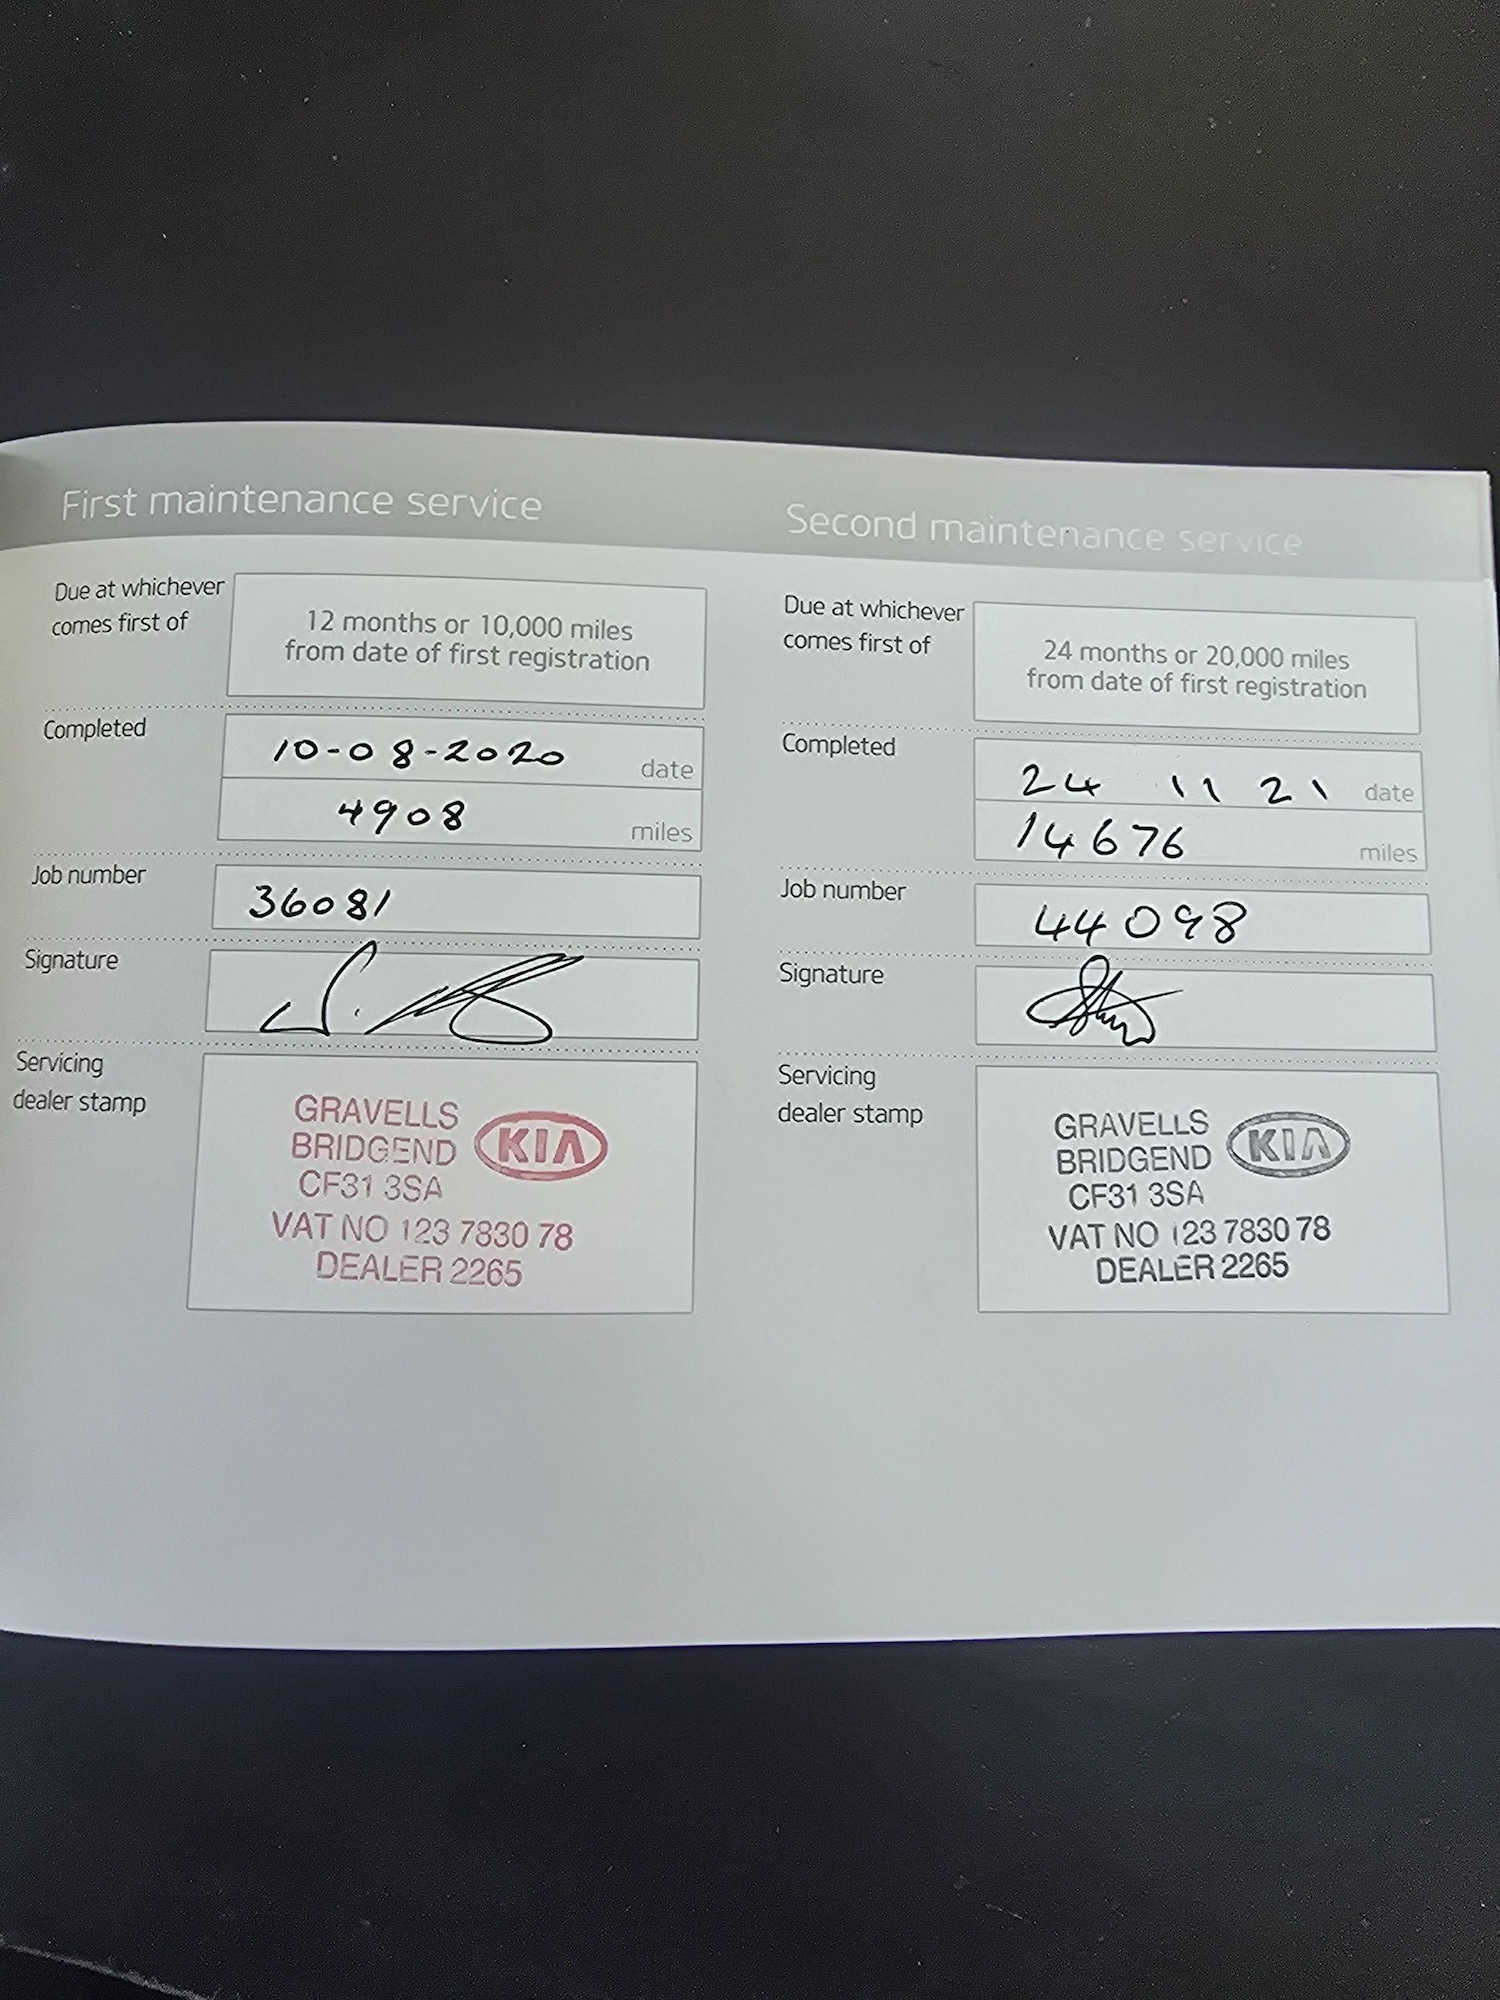 First maintenance service
Due at whichever
comes first of
12 months or 10,000 miles
from date of first registration
Completed
10-08-2020 date
4908 miles
Job number
36081
Signature
Servicing
dealer stamp
GRAVELLS
BRIDGEND
KIA
CF31 3SA
VAT NO 123 7830 78
DEALER 2265
Second maintenance service
Due at whichever
comes first of
24 months or 20,000 miles
from date of first registration
Completed
24 11 21 date
14676 miles
Job number
44098
Signature
Servicing
dealer stamp
GRAVELLS
BRIDGEND
KIA
CF31 3SA
VAT NO 123 7830 78
DEALER 2265